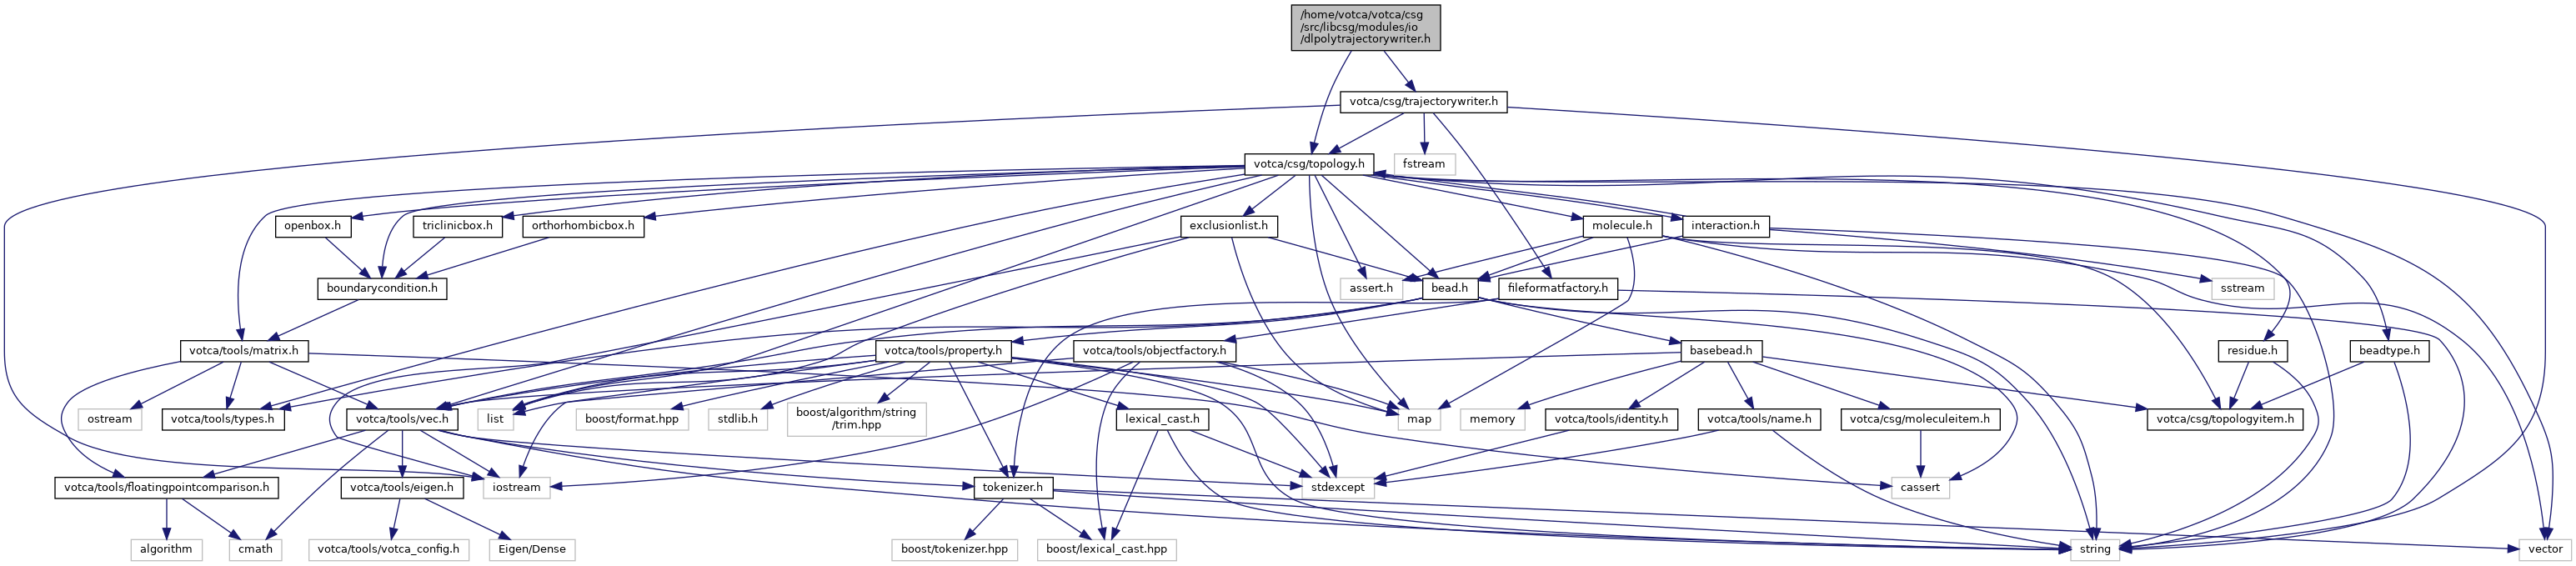 /home/votca/votca/csg
/src/libcsg/modules/io
/dlpolytrajectorywriter.h
votca/csg/trajectorywriter.h
votca/csg/topology.h
fstream
openbox.h
triclinicbox.h
orthorhombicbox.h
exclusionlist.h
molecule.h
interaction.h
boundarycondition.h
assert.h
bead.h
fileformatfactory.h
sstream
votca/tools/matrix.h
votca/tools/property.h
votca/tools/objectfactory.h
basebead.h
residue.h
beadtype.h
ostream
votca/tools/types.h
votca/tools/vec.h
list
boost/format.hpp
stdlib.h
boost/algorithm/string
/trim.hpp
lexical_cast.h
map
memory
votca/tools/identity.h
votca/tools/name.h
votca/csg/moleculeitem.h
votca/csg/topologyitem.h
votca/tools/floatingpointcomparison.h
votca/tools/eigen.h
iostream
tokenizer.h
stdexcept
cassert
algorithm
cmath
votca/tools/votca_config.h
Eigen/Dense
boost/tokenizer.hpp
boost/lexical_cast.hpp
string
vector